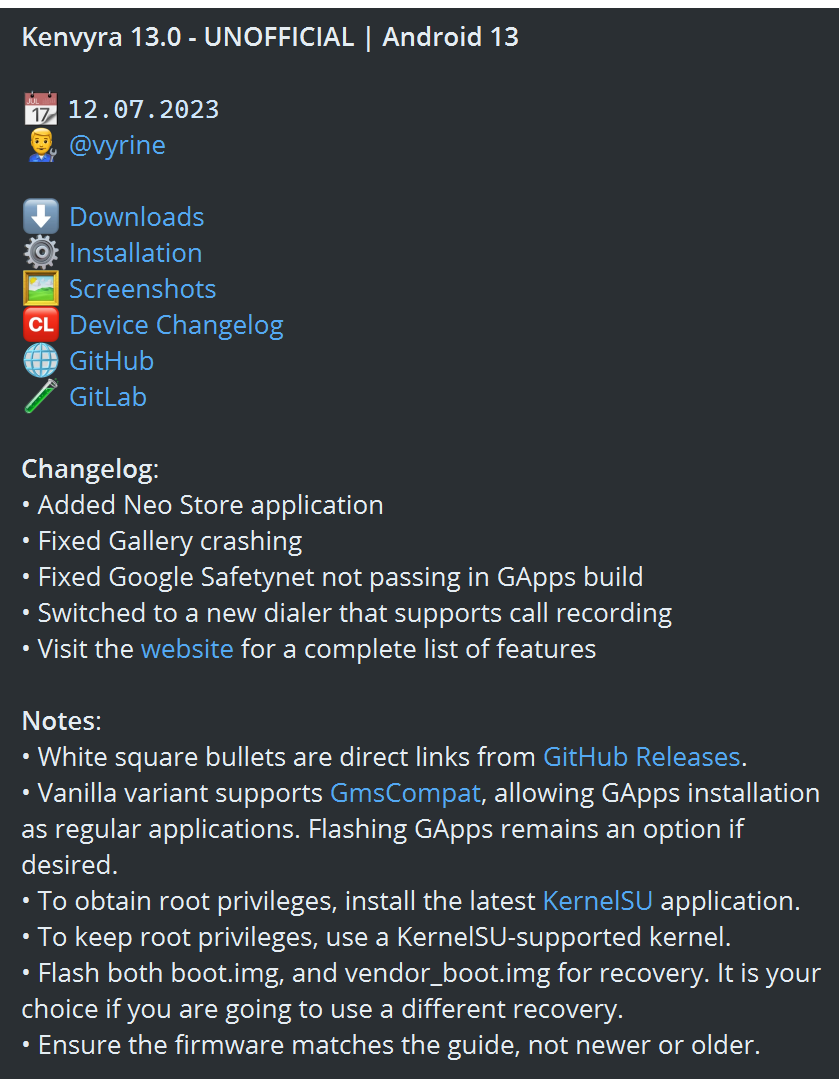 Kenvyra 13.0 - UNOFFICIAL | Android 13
JUL
17
12.07.2023
@vyrine
Downloads
Installation
Screenshots
CL Device Changelog
GitHub
GitLab
Changelog:
• Added Neo Store application
• Fixed Gallery crashing
• Fixed Google Safetynet not passing in GApps build
• Switched to a new dialer that supports call recording
• Visit the website for a complete list of features
Notes:
• White square bullets are direct links from GitHub Releases.
• Vanilla variant supports GmsCompat, allowing GApps installation
as regular applications. Flashing GApps remains an option if
desired.
• To obtain root privileges, install the latest KernelSU application.
• To keep root privileges, use a KernelSU-supported kernel.
• Flash both boot.img, and vendor_boot.img for recovery. It is your
choice if you are going to use a different recovery.
• Ensure the firmware matches the guide, not newer or older.